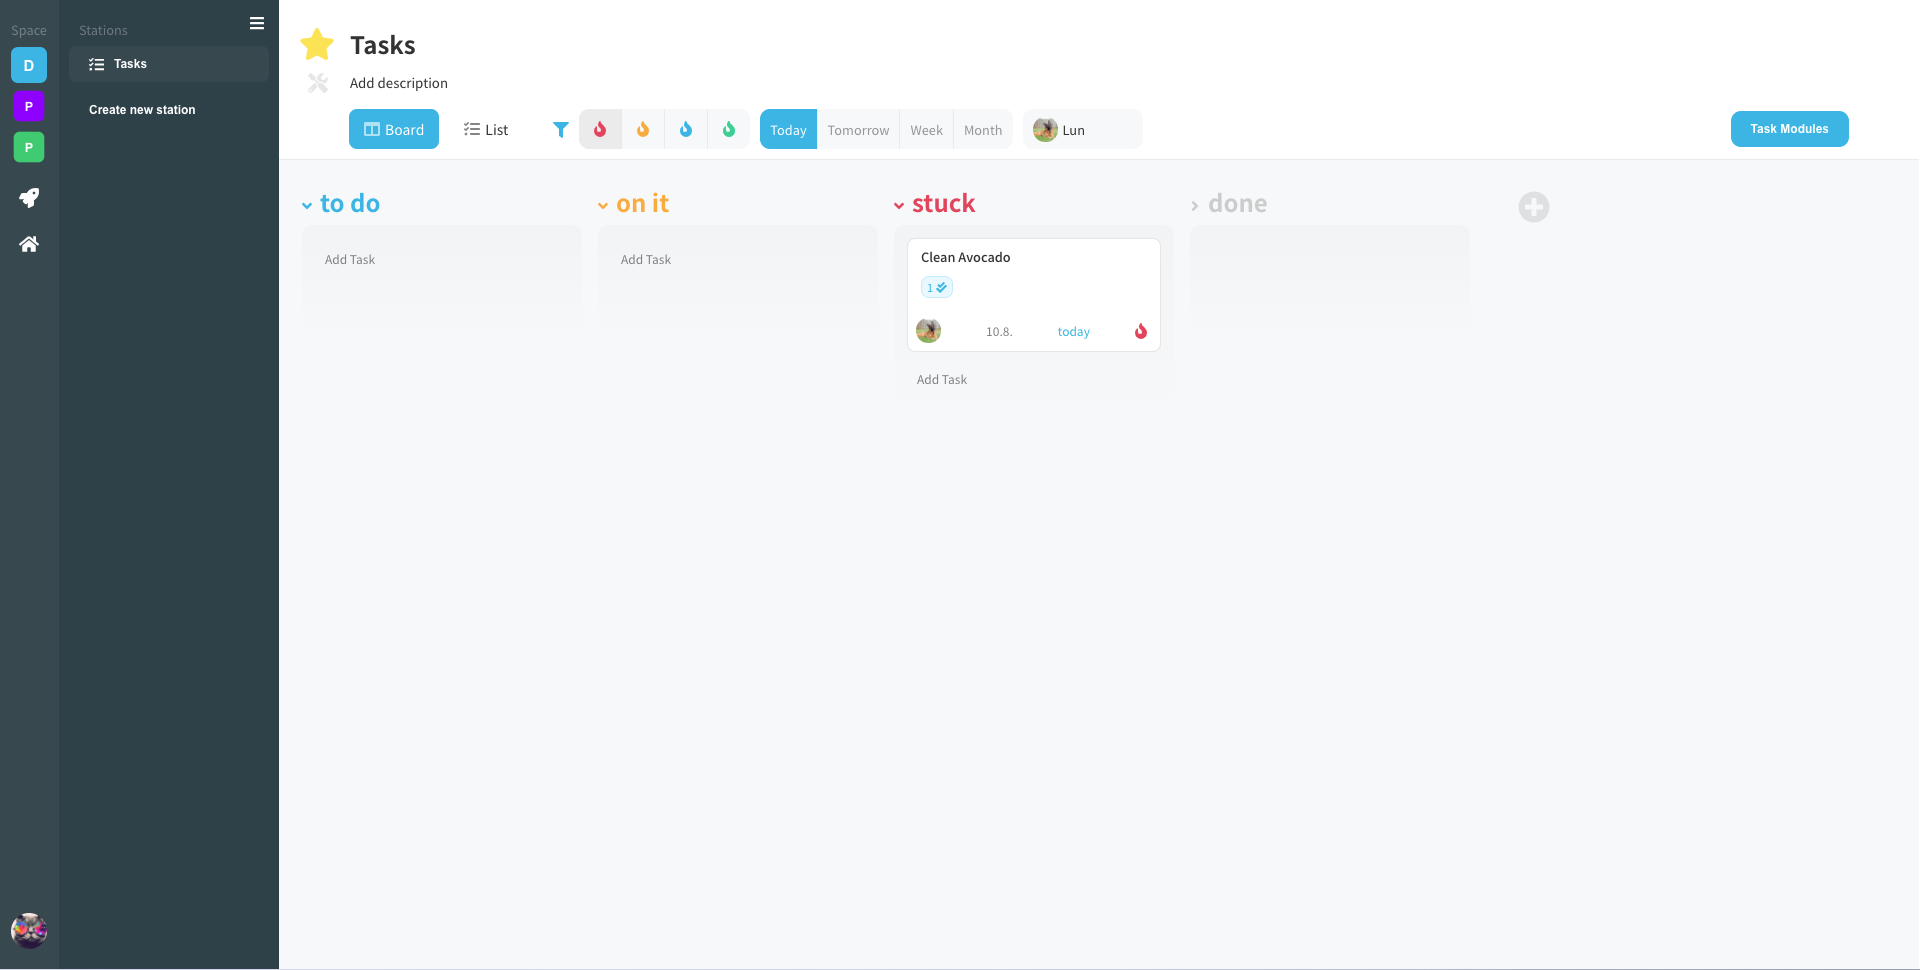 Space
D
P
P
Stations
Tasks
Create new station
Tasks
Add description
Board
List
Today
Tomorrow
Week
Month
Lun
Task Modules
to do
Add Task
on it
Add Task
stuck
Clean Avocado
1
10.8.
today
Add Task
done